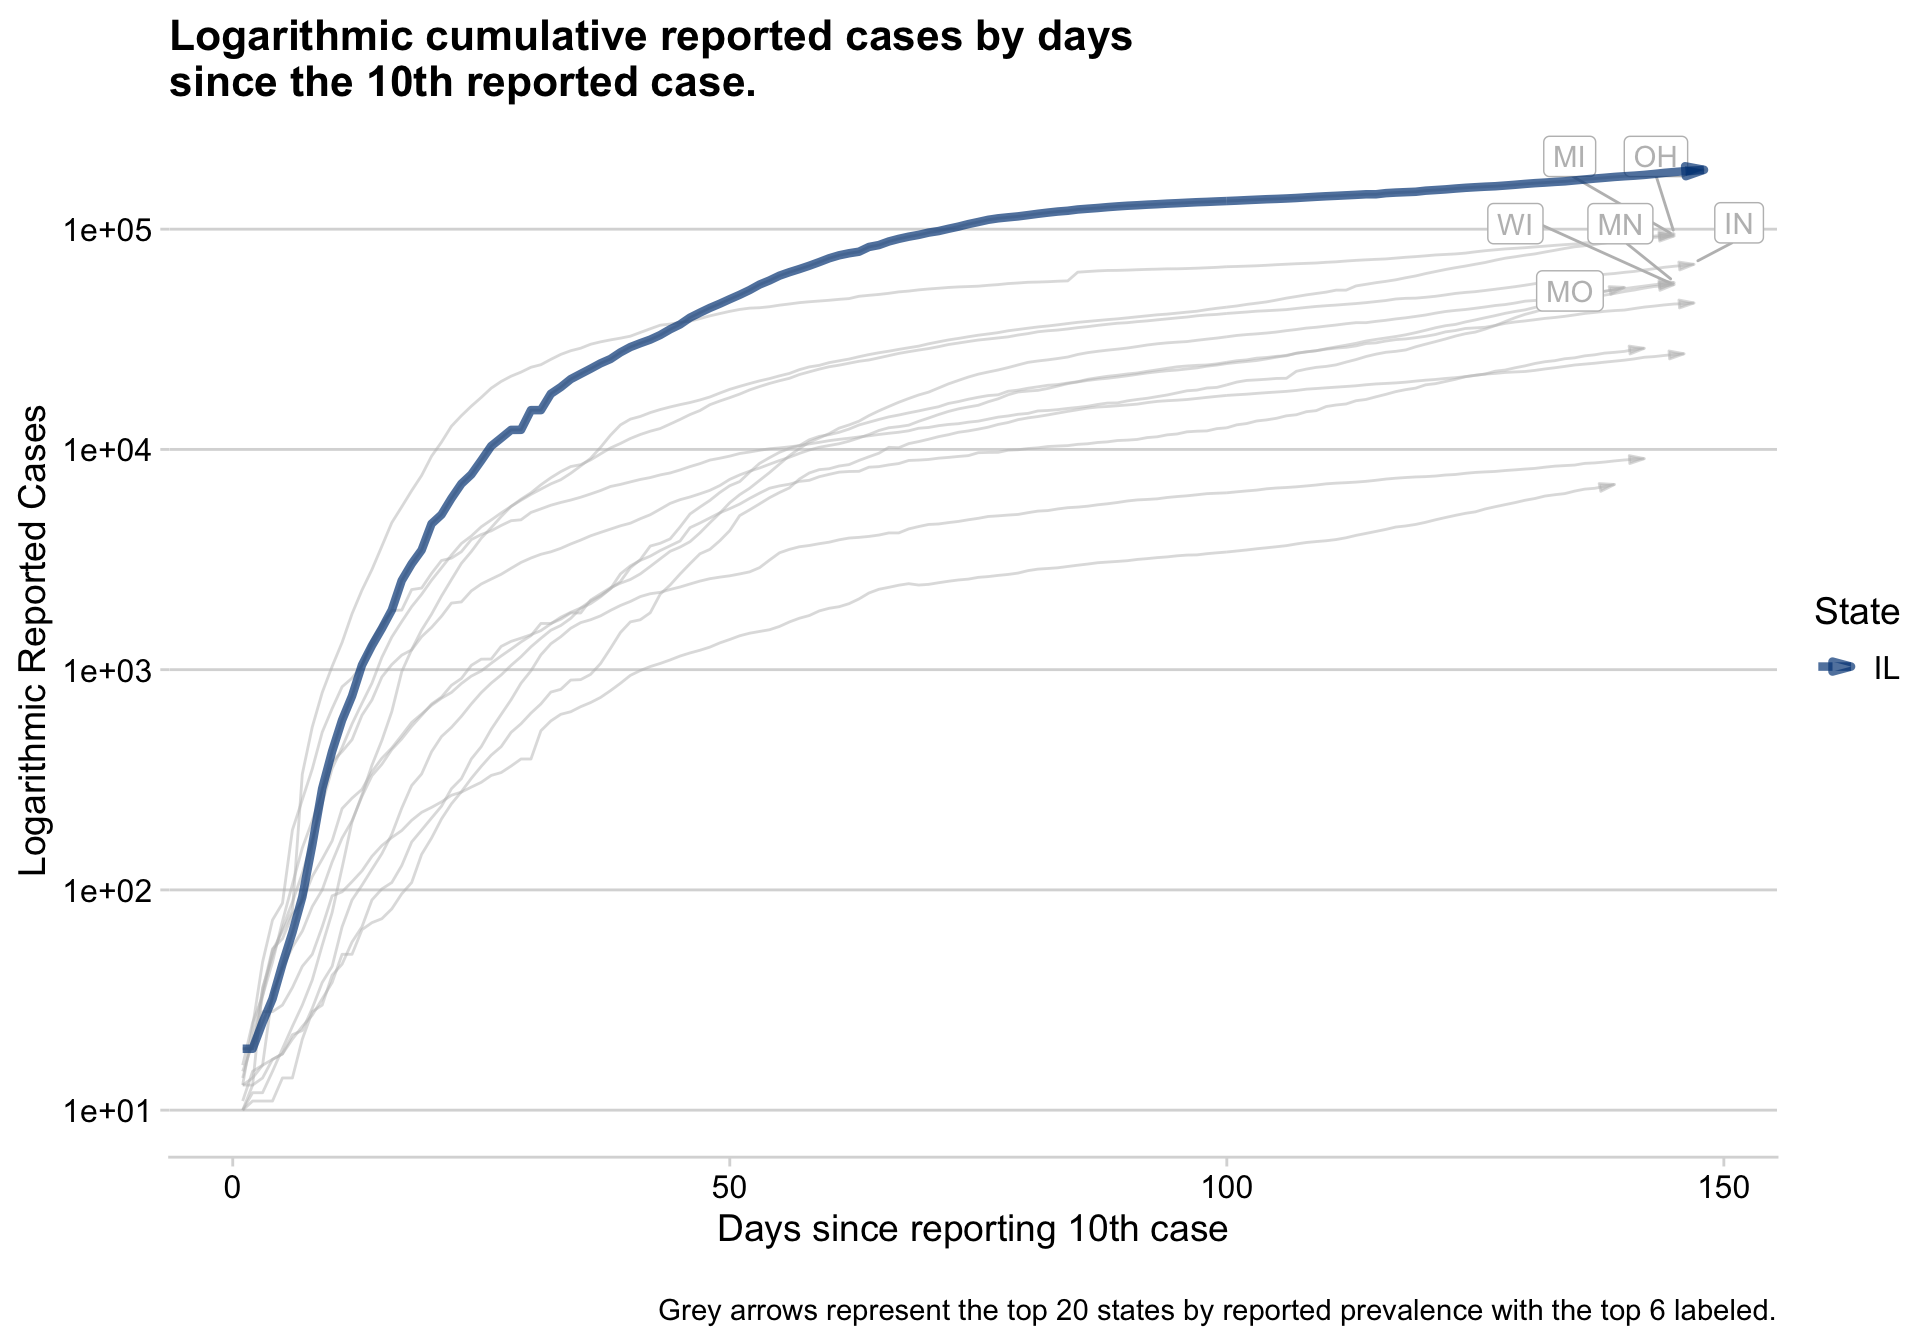 Logarithmic cumulative reported cases by days
since the 10th reported case.
MI
OH
WI
MN
IN
MO
1e+05
1e+04
1e+03
1e+02
1e+01
Logarithmic Reported Cases
0
50
100
150
Days since reporting 10th case
State
IL
Grey arrows represent the top 20 states by reported prevalence with the top 6 labeled.